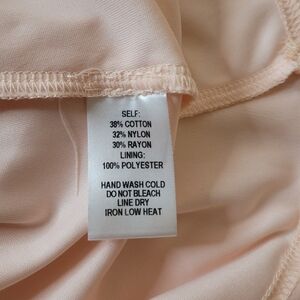 SELF:
38% COTTON
32% NYLON
30% RAYON
LINING:
100% POLYESTER
HAND WASH COLD
DO NOT BLEACH
LINE DRY
IRON LOW HEAT